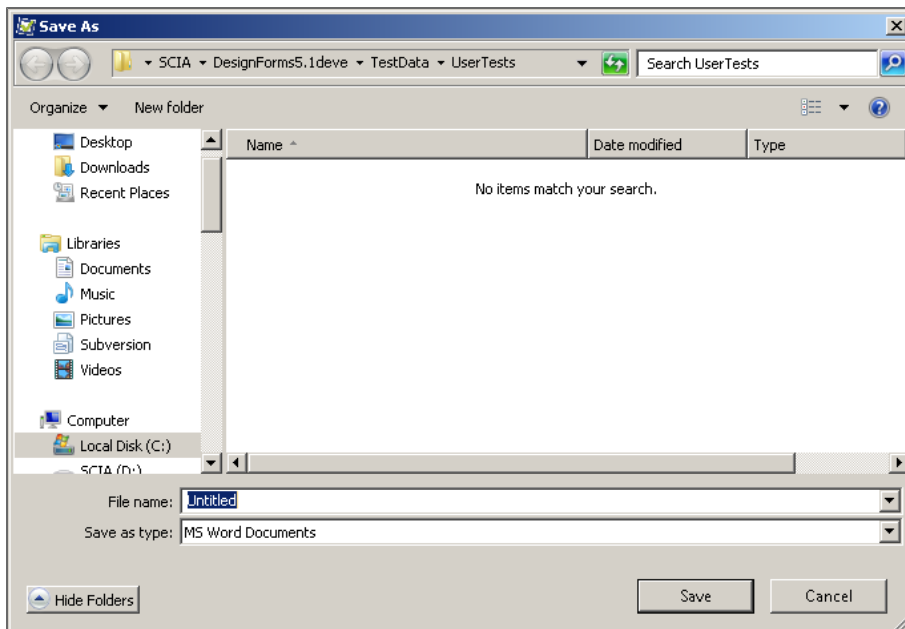 Save As
SCIA DesignForms5.1deve TestData UserTests Search UserTests
Organize New folder
Name Date modified Type
No items match your search.
Desktop
Downloads
Recent Places
Libraries
Documents
Music
Pictures
Subversion
Videos
Computer
Local Disk (C:)
SCIA (D:)
File name: Untitled
Save as type: MS Word Documents
Hide Folders Save Cancel